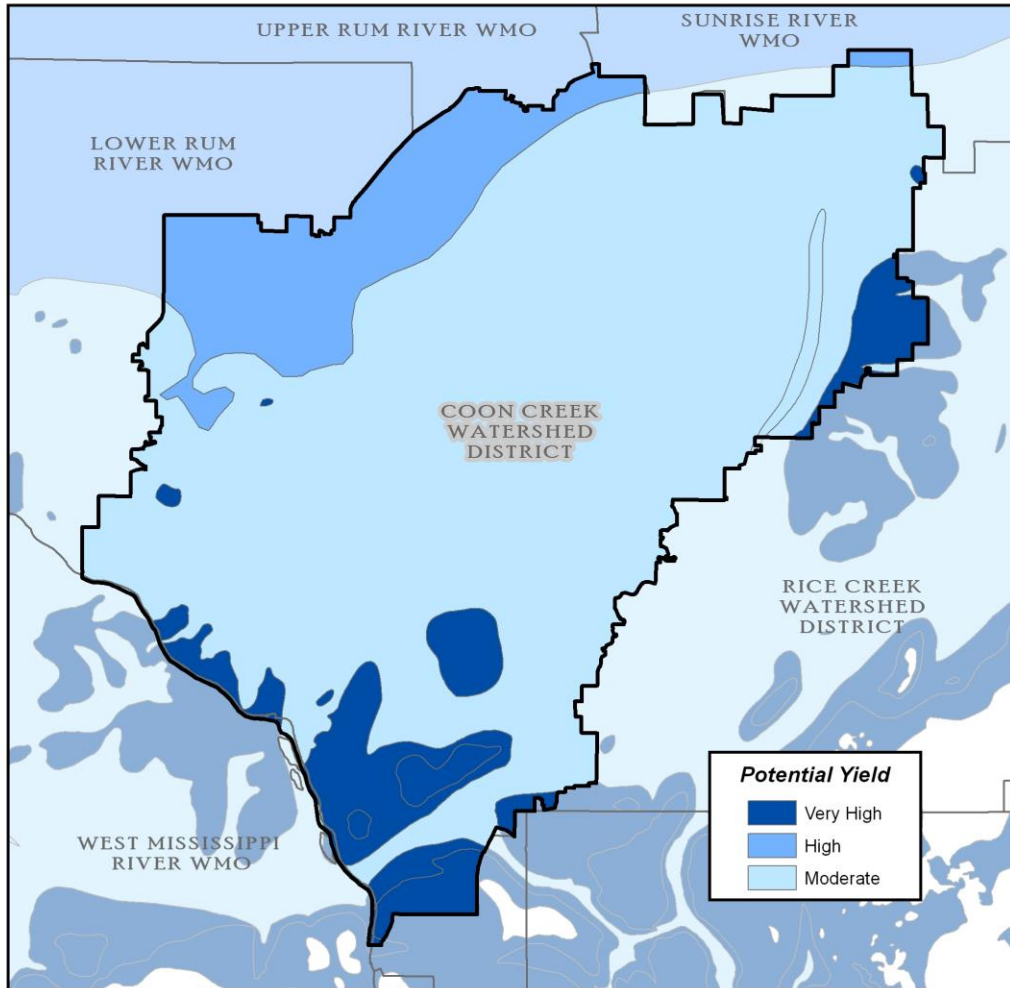 UPPER RUM RIVER WMO
SUNRISE RIVER
WMO
LOWER RUM
RIVER WMO
COON CREEK
WATERSHED
DISTRICT
RICE CREEK
WATERSHED
DISTRICT
WEST MISSISSIPPI
RIVER WMO
Potential Yield
Very High
High
Moderate